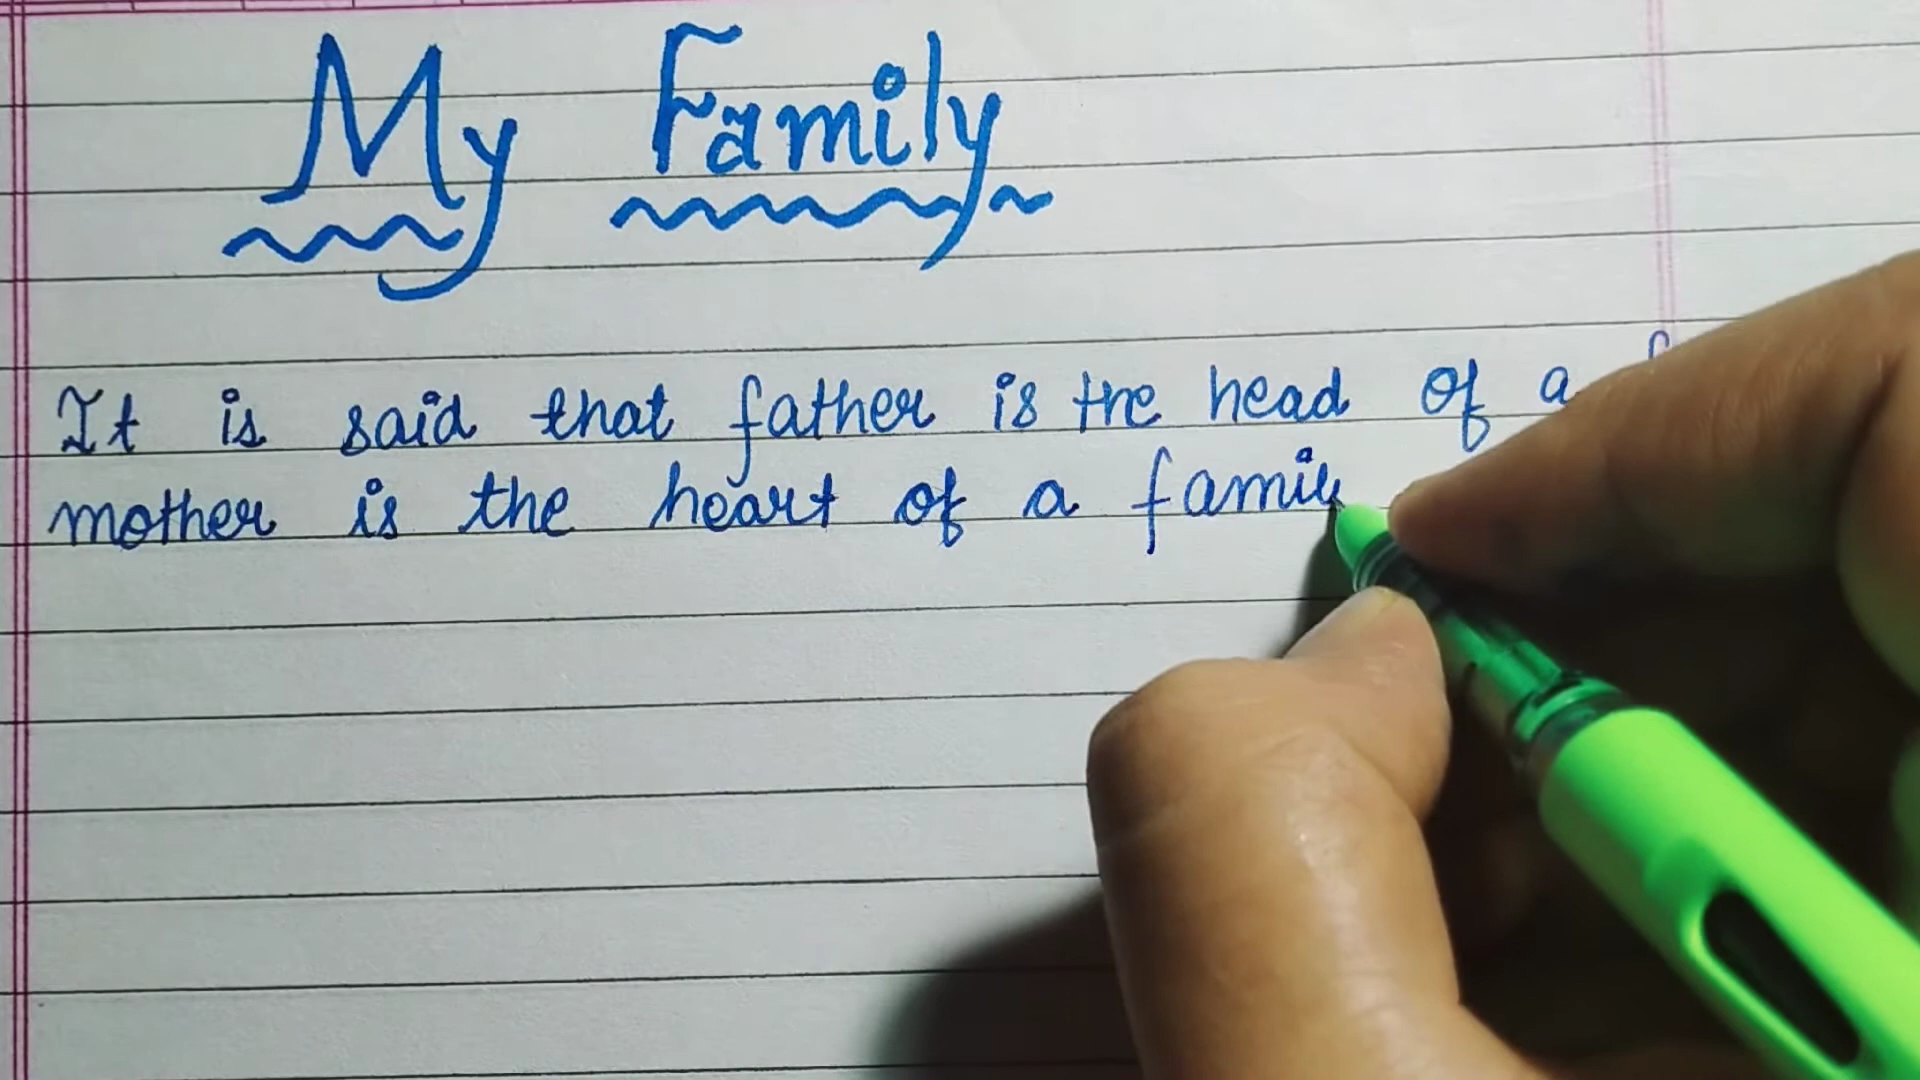 My Family
It is said that father is the head of a
mother is the heart of a famil